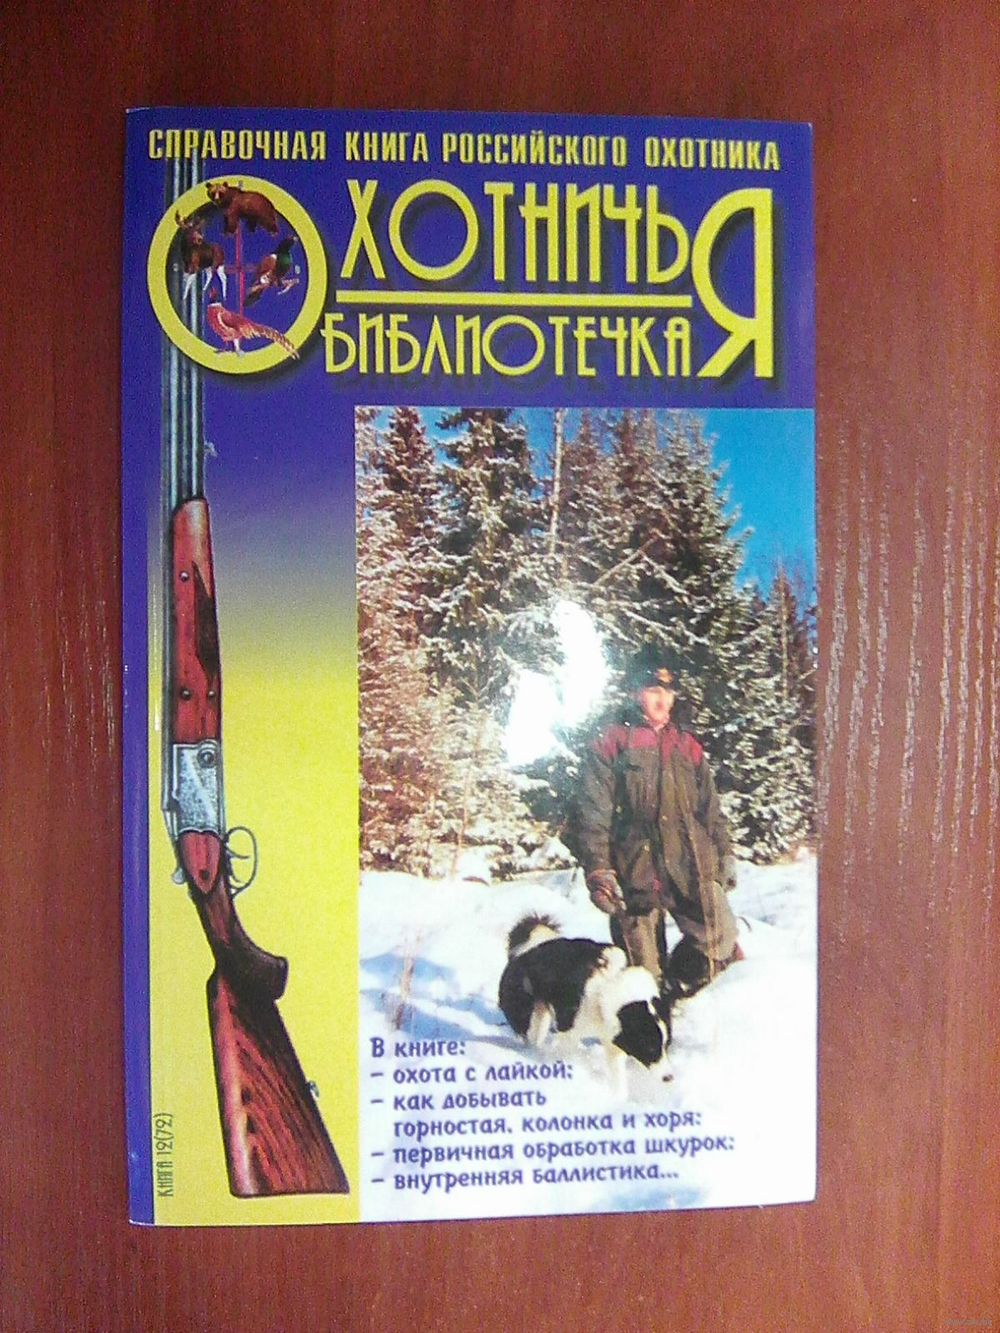 СПРАВОЧНАЯ КНИГА РОССИЙСКОГО ОХОТНИКА
ОХОТНИЧЬЯ
БИБЛИОТЕЧКА
В книге:
- охота с лайкой;
- как добывать
горностая, колонка и хоря;
- первичная обработка шкурок;
- внутренняя баллистика...
КНИГА 12(72)